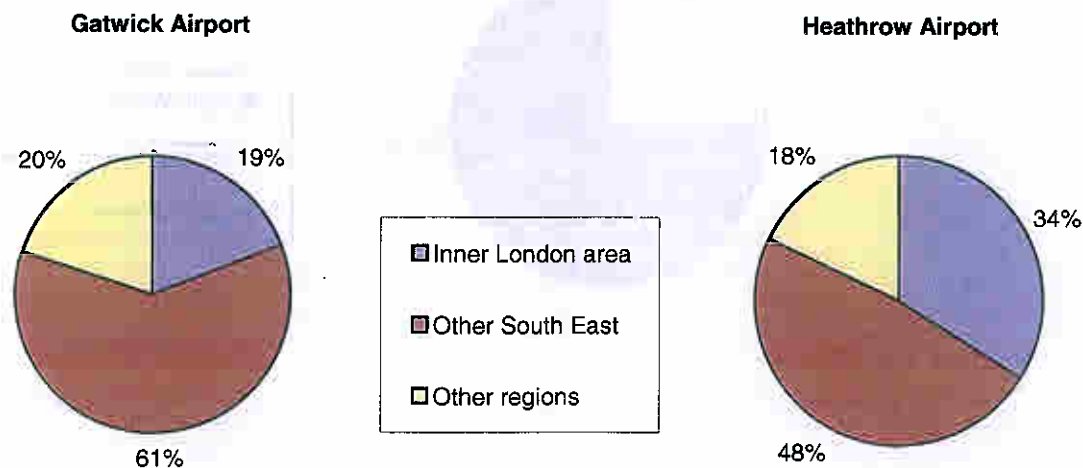 Gatwick Airport
Heathrow Airport
20%
19%
61%
Inner London area
Other South East
Other regions
18%
34%
48%